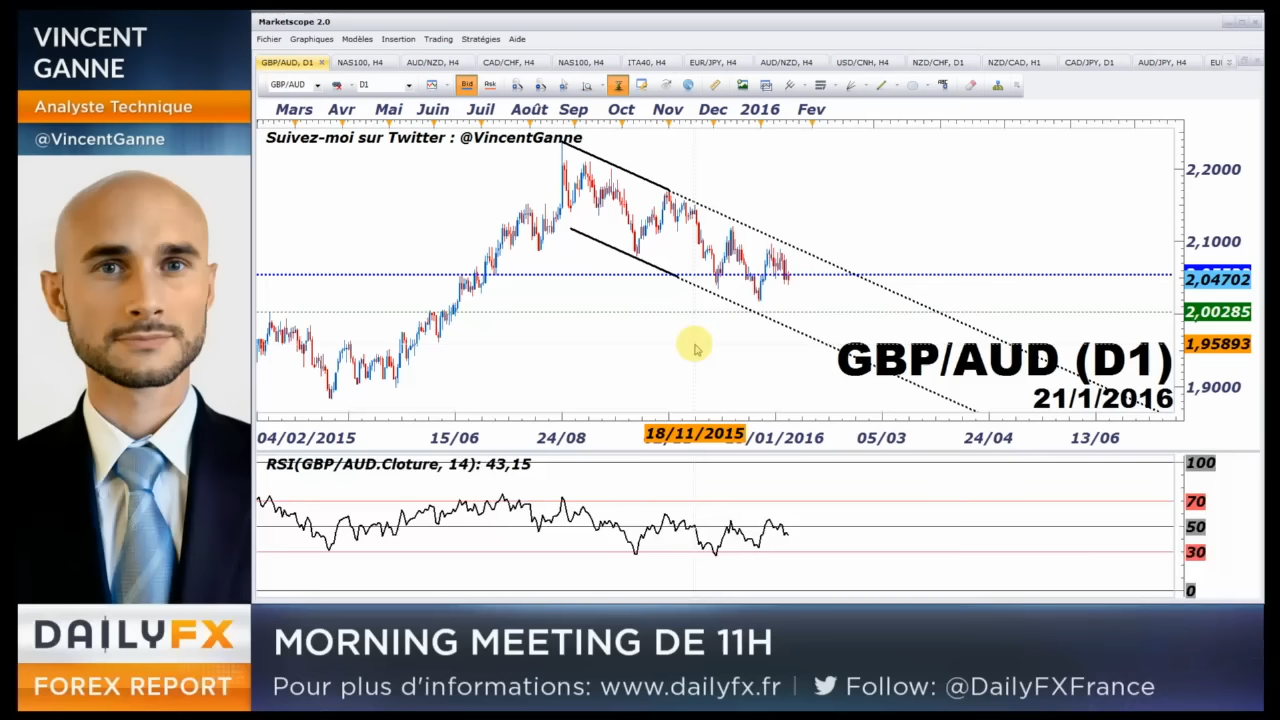 VINCENT
GANNE
Analyste Technique
@VincentGanne
Marketscope 2.0
Fichier Graphiques Modèles Insertion Trading Stratégies Aide
GBP/AUD, D1 NAS100, H4 AUD/NZD, H4 CAD/CHF, H4 NAS100, H4 ITA40, H4 EUR/JPY, H4 AUD/NZD, H4 USD/CNH, H4 NZD/CHF, D1 NZD/CAD, H1 CAD/JPY, D1 AUD/JPY, H4
GBP/AUD D1 Bid Ask
Mars Avr Mai Juin Juil Août Sep Oct Nov Dec 2016 Fev
Suivez-moi sur Twitter : @VincentGanne
2,2000
2,1000
2,04702
2,00285
1,95893
1,9000
GBP/AUD (D1)
21/1/2016
04/02/2015 15/06 24/08 18/11/2015 /01/2016 05/03 24/04 13/06
RSI(GBP/AUD.Cloture, 14): 43,15
100
70
50
30
0
DAILYFX
FOREX REPORT
MORNING MEETING DE 11H
Pour plus d'informations: www.dailyfx.fr | Follow: @DailyFXFrance